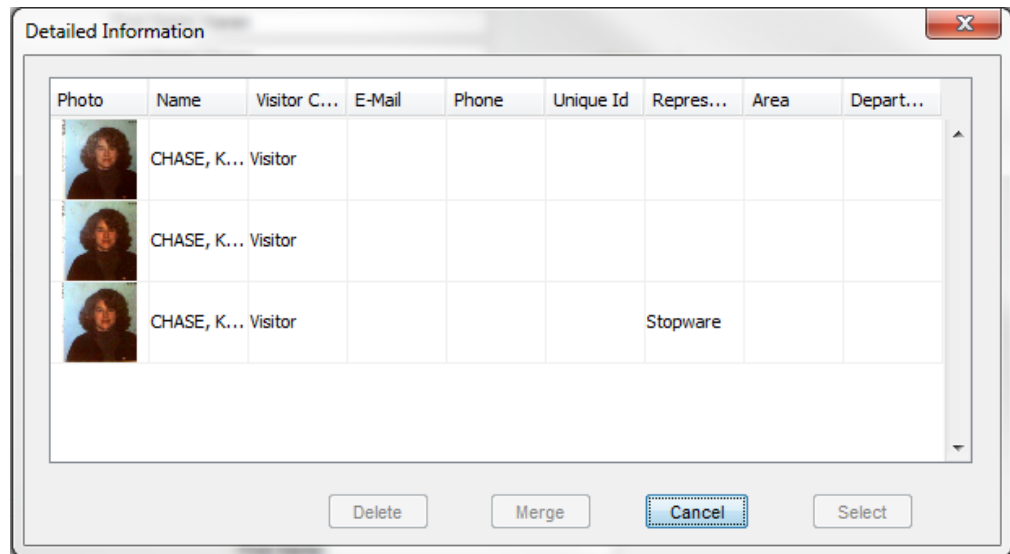 Detailed Information
Photo Name Visitor C... E-Mail Phone Unique Id Repres... Area Depart...
CHASE, K... Visitor
CHASE, K... Visitor
CHASE, K... Visitor Stopware
Delete Merge Cancel Select